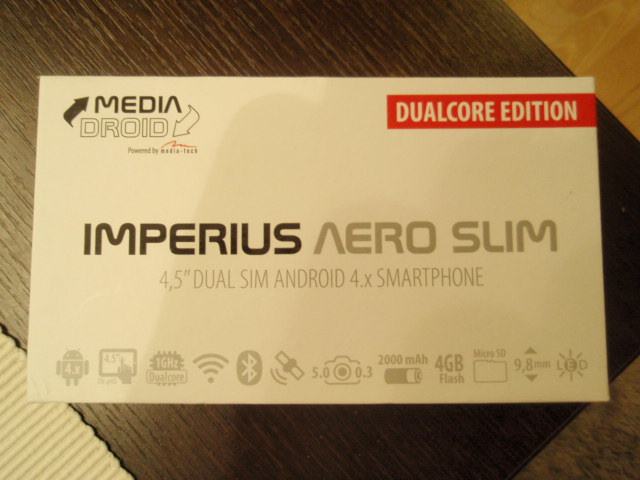 MEDIA
DROID
Powered by media-tech
DUALCORE EDITION
IMPERIUS AERO SLIM
4,5" DUAL SIM ANDROID 4.x SMARTPHONE
4.x
4.5"
1GHz
Dualcore
5.0 0.3
2000 mAh
4GB
Flash
Micro SD
9,8mm
LED